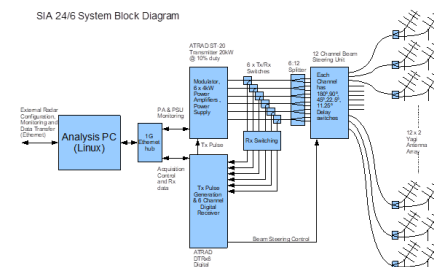 SIA 24/6 System Block Diagram
ATRAD ST-20
Transmitter 20kW
@ 10% duty
6 x Tx/Rx
Switches
6:12
Splitter
12 Channel Beam
Steering Unit
Modulator,
6 x 4kW
Power
Amplifiers,
Power
Supply
Each
Channel
has
180°,90°,
45°,22.5°,
11.25°
Delay
switches
External Radar
Configuration,
Monitoring and
Data Transfer
(Ethernet)
Analysis PC
(Linux)
1G
Ethernet
hub
PA & PSU
Monitoring
Rx Switching
12 x 2
Yagi
Antenna
Array
Tx Pulse
Acquisition
Control
and Rx
data
Tx Pulse
Generation
& 6 Channel
Digital
Receiver
Beam Steering Control
ATRAD
DTRx6
Digital